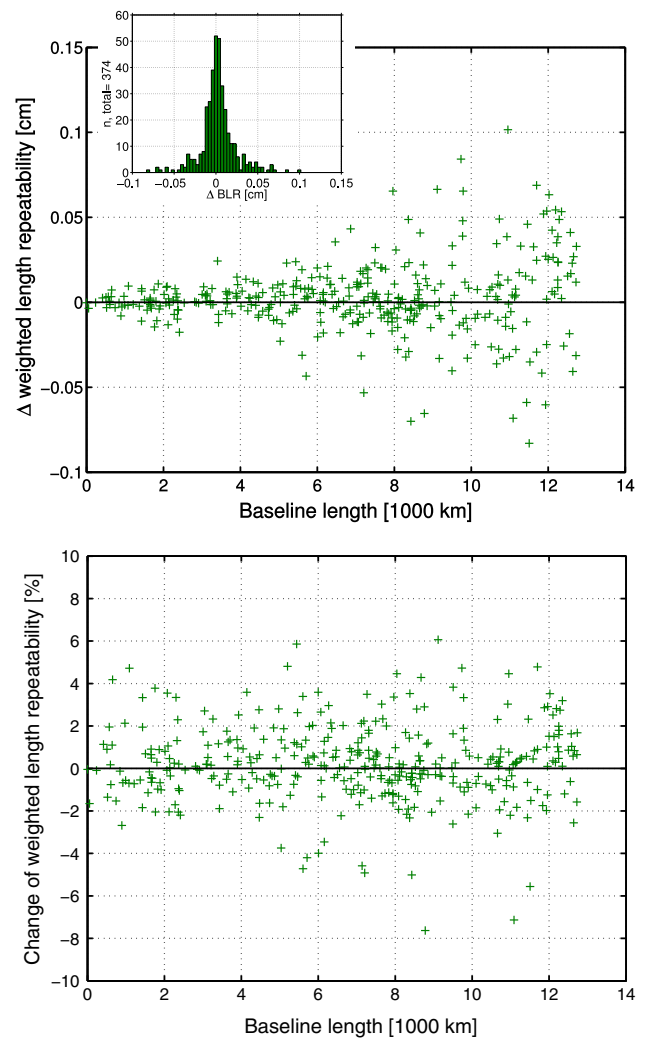 60
50
40
30
20
10
0
n, total= 374
−0.1 −0.05 0 0.05 0.1 0.15
Δ BLR [cm]
0.15
0.1
0.05
0
−0.05
−0.1
Δ weighted length repeatability [cm]
0 2 4 6 8 10 12 14
Baseline length [1000 km]
10
8
6
4
2
0
−2
−4
−6
−8
−10
Change of weighted length repeatability [%]
0 2 4 6 8 10 12 14
Baseline length [1000 km]